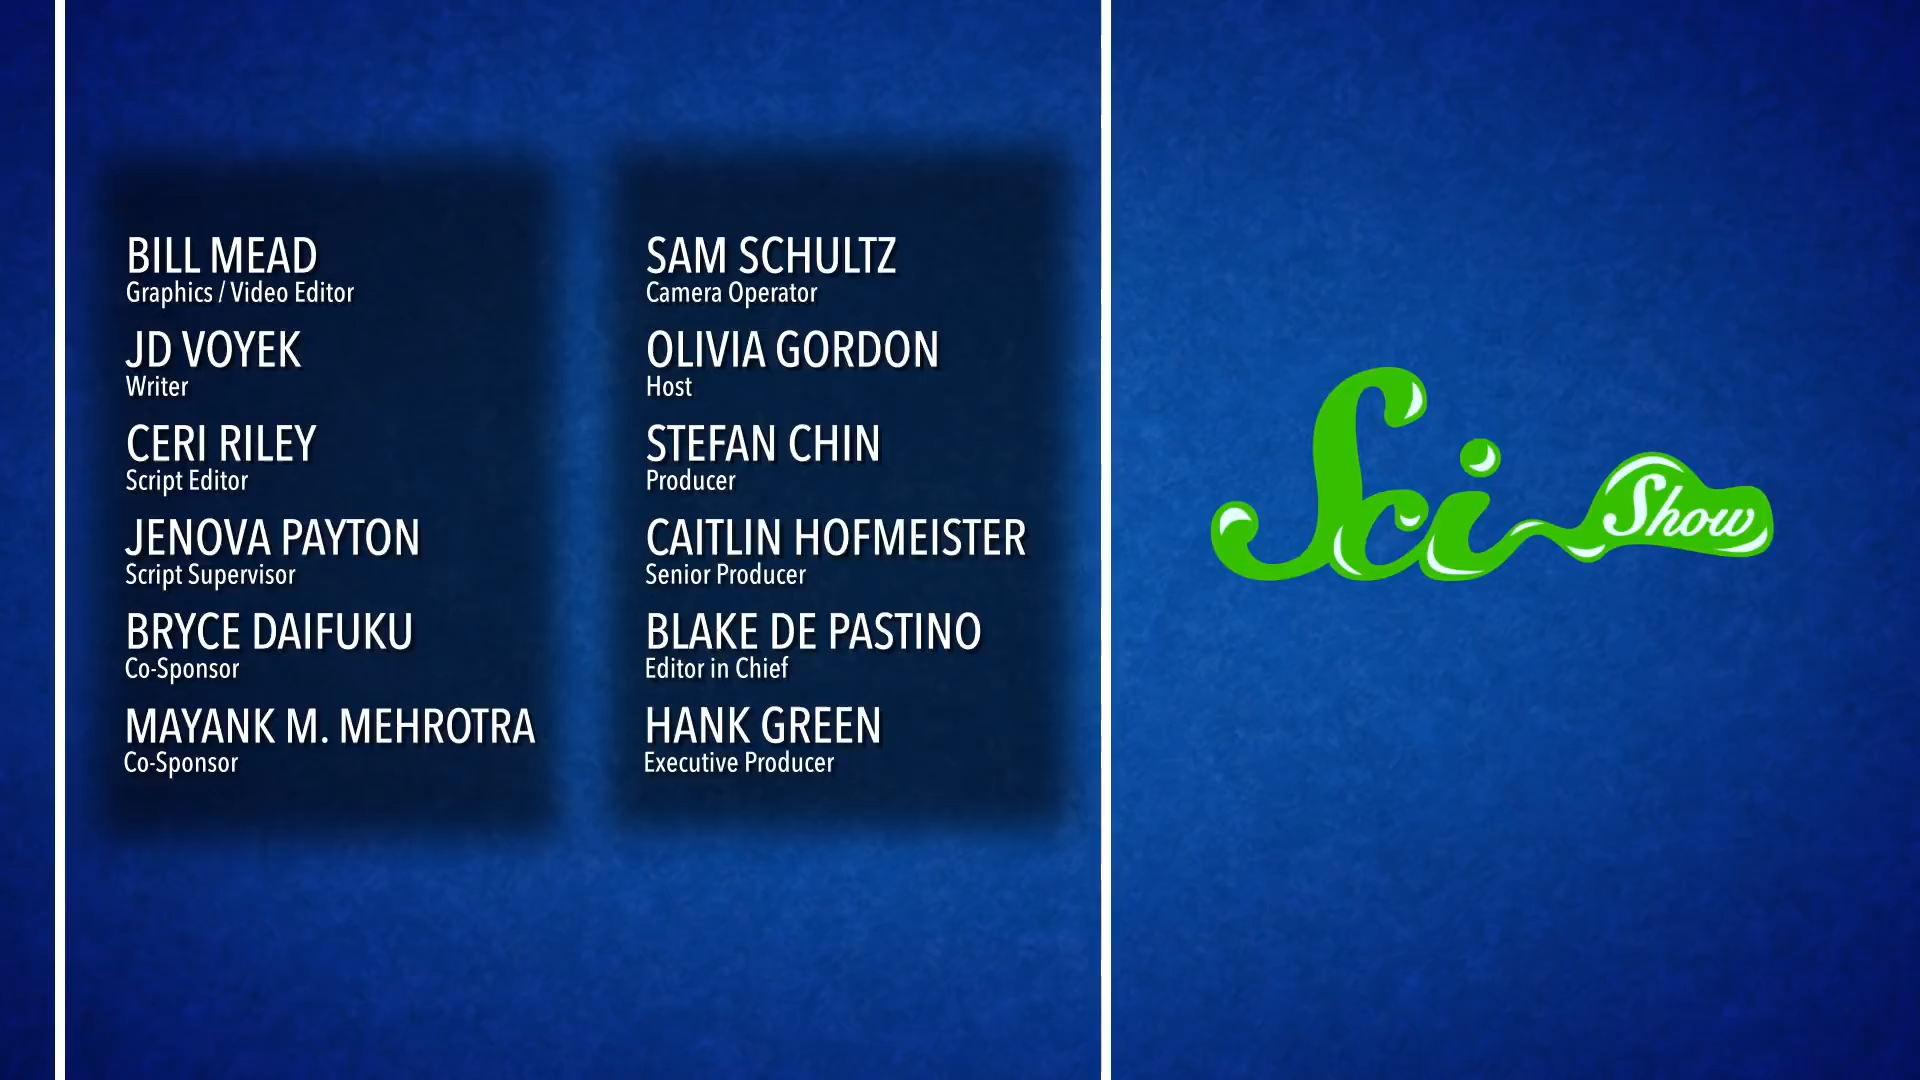 BILL MEAD
Graphics / Video Editor
JD VOYEK
Writer
CERI RILEY
Script Editor
JENOVA PAYTON
Script Supervisor
BRYCE DAIFUKU
Co-Sponsor
MAYANK M. MEHROTRA
Co-Sponsor
SAM SCHULTZ
Camera Operator
OLIVIA GORDON
Host
STEFAN CHIN
Producer
CAITLIN HOFMEISTER
Senior Producer
BLAKE DE PASTINO
Editor in Chief
HANK GREEN
Executive Producer
Sci Show